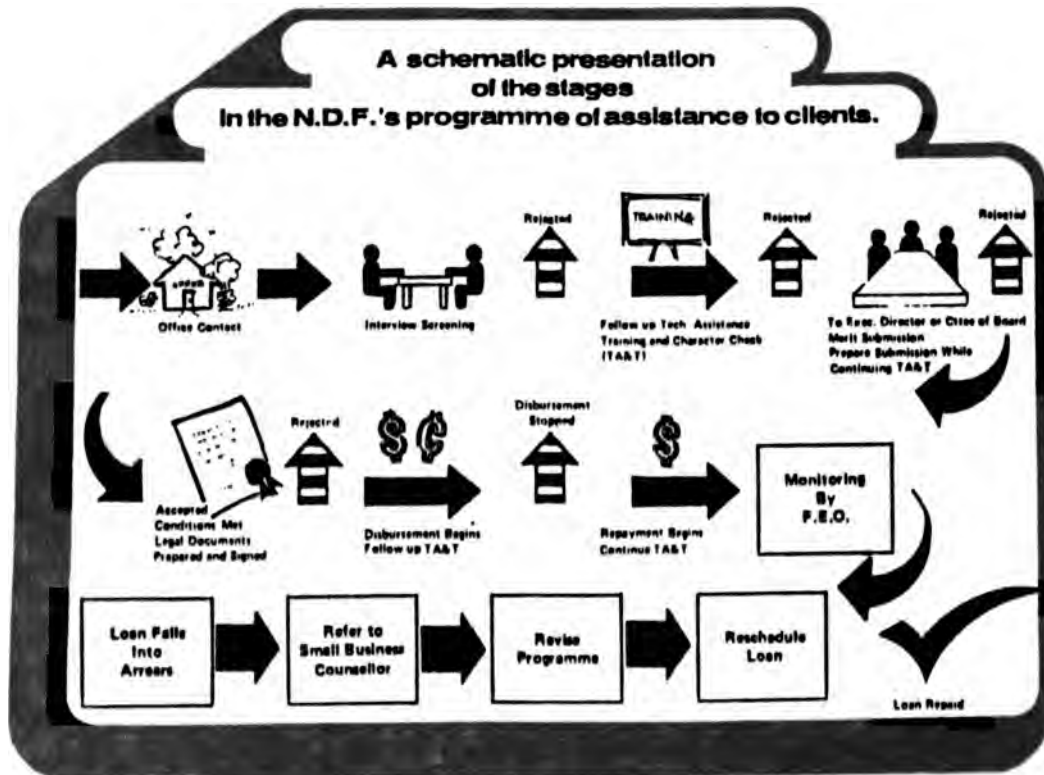 A schematic presentation
of the stages
In the N.D.F.'s programme of assistance to clients.
Office Contact
Interview Screening
Rejected
TRAINING
Follow up Tech Assistance
Training and Character Check
(TA&T)
Rejected
To Exec. Director or Cttee of Board
Merit Submission
Prepare Submission While
Continuing TA&T
Rejected
Accepted
Conditions Met
Legal Documents
Prepared and Signed
Rejected
$ ¢
Disbursement Begins
Follow up TA&T
Disbursement
Stopped
$
Repayment Begins
Continue TA&T
Monitoring
By
F.E.O.
Loan Falls
Into
Arrears
Refer to
Small Business
Counsellor
Revise
Programme
Reschedule
Loan
Loan Repaid